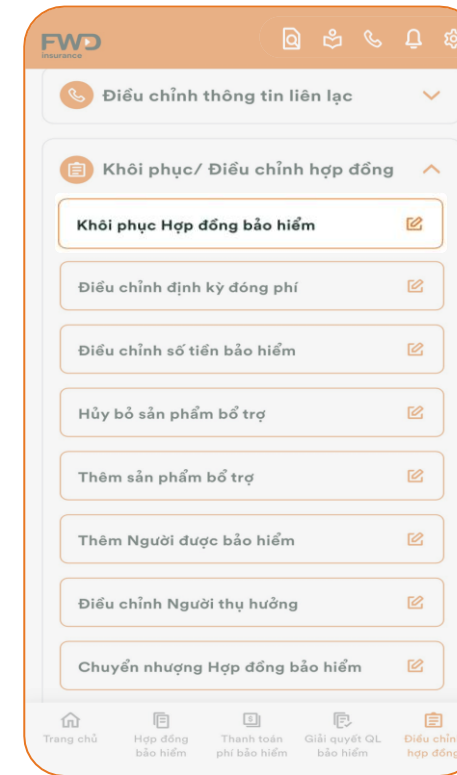 FWD
insurance
Điều chỉnh thông tin liên lạc
Khôi phục/ Điều chỉnh hợp đồng
Khôi phục Hợp đồng bảo hiểm
Điều chỉnh định kỳ đóng phí
Điều chỉnh số tiền bảo hiểm
Hủy bỏ sản phẩm bổ trợ
Thêm sản phẩm bổ trợ
Thêm Người được bảo hiểm
Điều chỉnh Người thụ hưởng
Chuyển nhượng Hợp đồng bảo hiểm
Trang chủ
Hợp đồng
bảo hiểm
Thanh toán
phí bảo hiểm
Giải quyết QL
bảo hiểm
Điều chỉn
hợp đồng